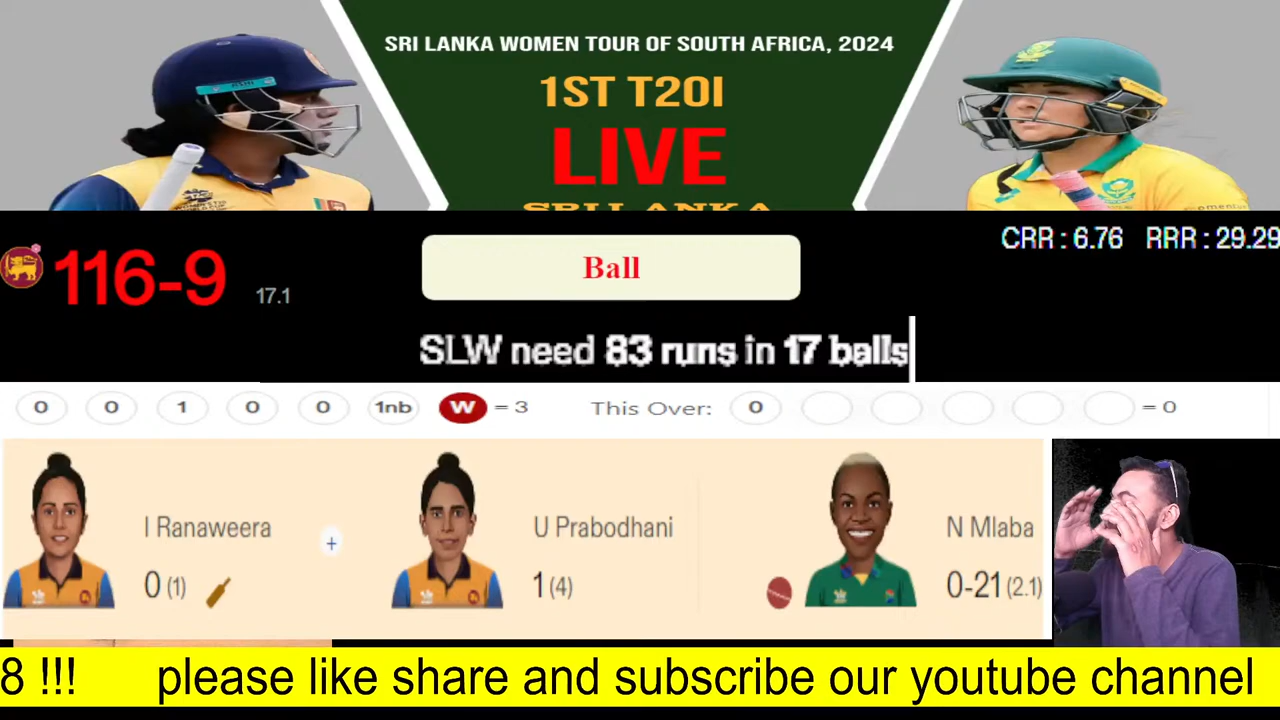 SRI LANKA WOMEN TOUR OF SOUTH AFRICA, 2024
1ST T20I
LIVE
SRI LANKA
CRR : 6.76 RRR : 29.29
116-9 17.1
Ball
SLW need 83 runs in 17 balls
0 0 1 0 0 1nb W = 3 This Over: 0 = 0
I Ranaweera + U Prabodhani N Mlaba
0 (1) 1 (4) 0-21 (2.1)
8 !!! please like share and subscribe our youtube channel